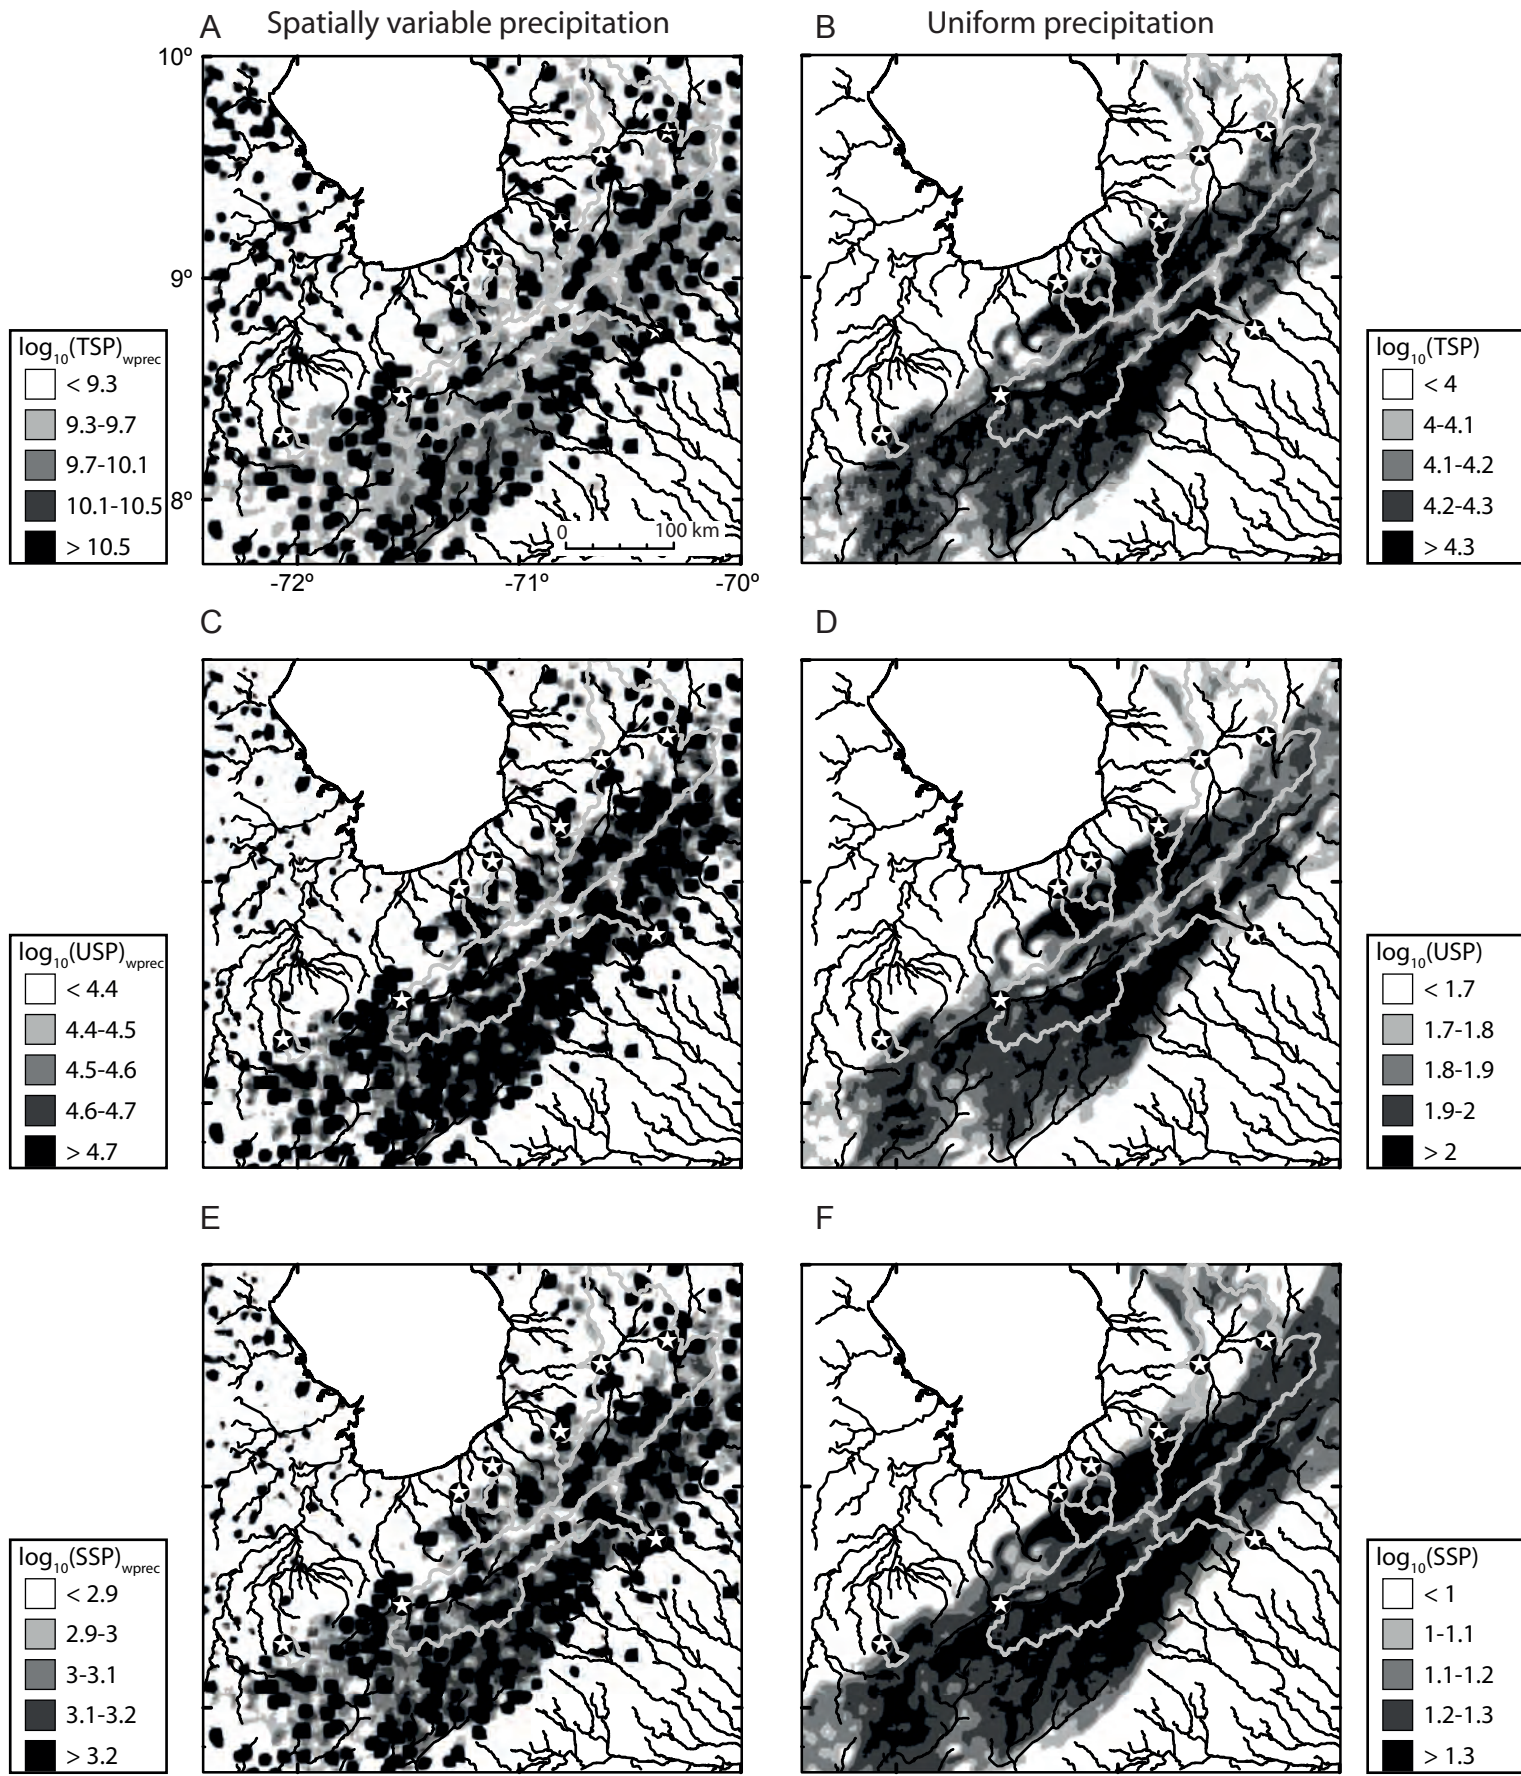 A Spatially variable precipitation
B Uniform precipitation
10º
9º
8º
-72º
-71º
-70º
0 100 km
log10(TSP)wprec
< 9.3
9.3-9.7
9.7-10.1
10.1-10.5
> 10.5
log10(TSP)
< 4
4-4.1
4.1-4.2
4.2-4.3
> 4.3
C
D
log10(USP)wprec
< 4.4
4.4-4.5
4.5-4.6
4.6-4.7
> 4.7
log10(USP)
< 1.7
1.7-1.8
1.8-1.9
1.9-2
> 2
E
F
log10(SSP)wprec
< 2.9
2.9-3
3-3.1
3.1-3.2
> 3.2
log10(SSP)
< 1
1-1.1
1.1-1.2
1.2-1.3
> 1.3